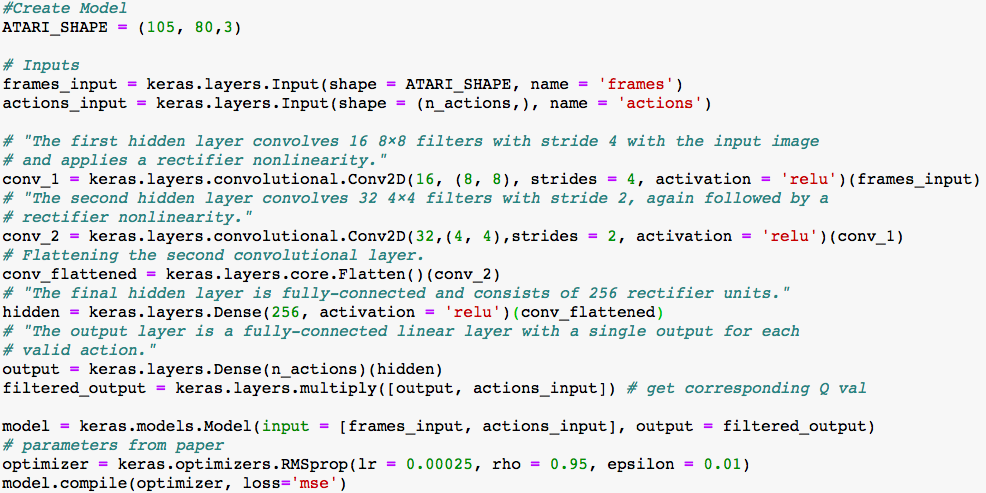 #Create Model
ATARI_SHAPE = (105, 80,3)
# Inputs
frames_input = keras.layers.Input(shape = ATARI_SHAPE, name = 'frames')
actions_input = keras.layers.Input(shape = (n_actions,), name = 'actions')
# "The first hidden layer convolves 16 8×8 filters with stride 4 with the input image
# and applies a rectifier nonlinearity."
conv_1 = keras.layers.convolutional.Conv2D(16, (8, 8), strides = 4, activation = 'relu')(frames_input)
# "The second hidden layer convolves 32 4×4 filters with stride 2, again followed by a
# rectifier nonlinearity."
conv_2 = keras.layers.convolutional.Conv2D(32,(4, 4),strides = 2, activation = 'relu')(conv_1)
# Flattening the second convolutional layer.
conv_flattened = keras.layers.core.Flatten()(conv_2)
# "The final hidden layer is fully-connected and consists of 256 rectifier units."
hidden = keras.layers.Dense(256, activation = 'relu')(conv_flattened)
# "The output layer is a fully-connected linear layer with a single output for each
# valid action."
output = keras.layers.Dense(n_actions)(hidden)
filtered_output = keras.layers.multiply([output, actions_input]) # get corresponding Q val
model = keras.models.Model(input = [frames_input, actions_input], output = filtered_output)
# parameters from paper
optimizer = keras.optimizers.RMSprop(lr = 0.00025, rho = 0.95, epsilon = 0.01)
model.compile(optimizer, loss='mse')